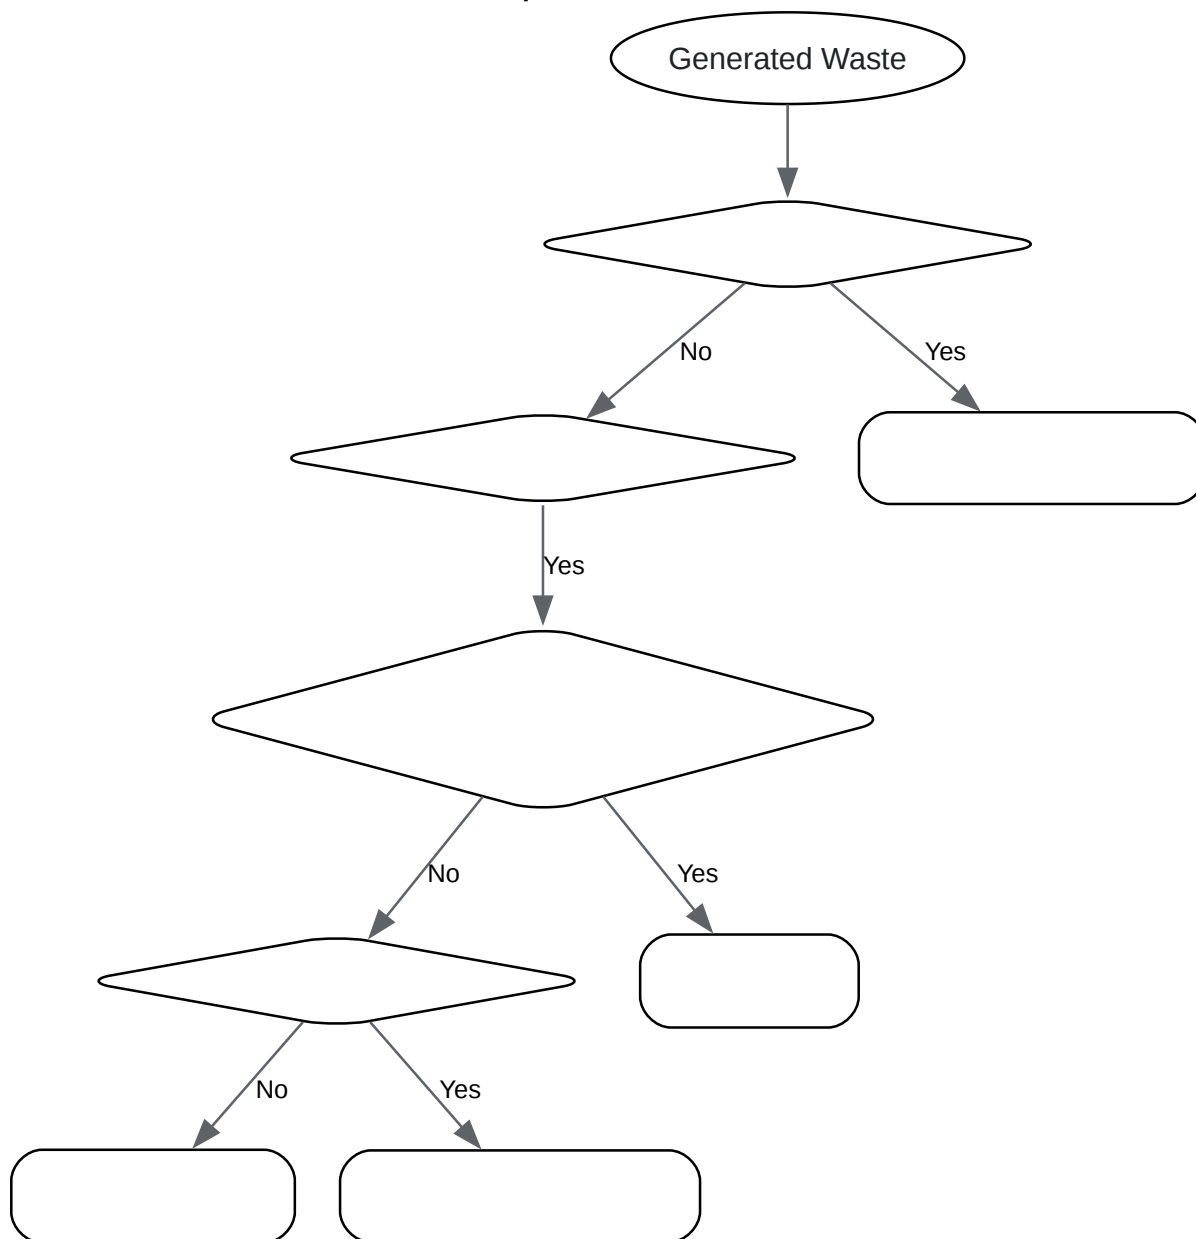 Generated Waste
No
Yes
Yes
No
Yes
No
Yes